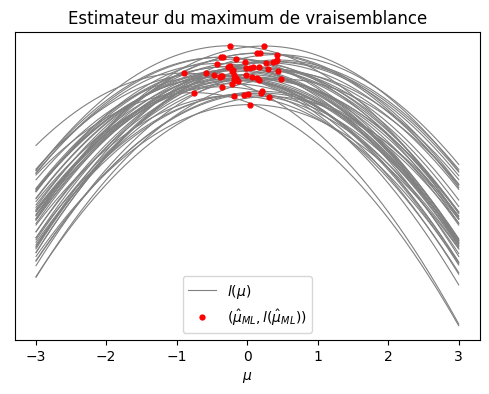 Estimateur du maximum de vraisemblance
l(μ)
(μ̂_ML, l(μ̂_ML))
−3 −2 −1 0 1 2 3
μ